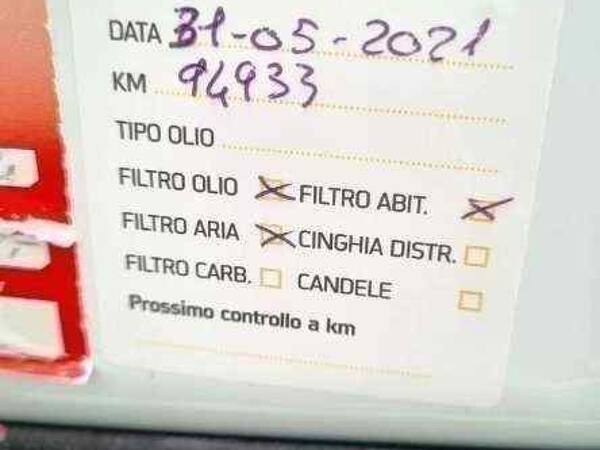 DATA 31-05-2021
KM 94933
TIPO OLIO
FILTRO OLIO FILTRO ABIT.
FILTRO ARIA CINGHIA DISTR.
FILTRO CARB. CANDELE
Prossimo controllo a km